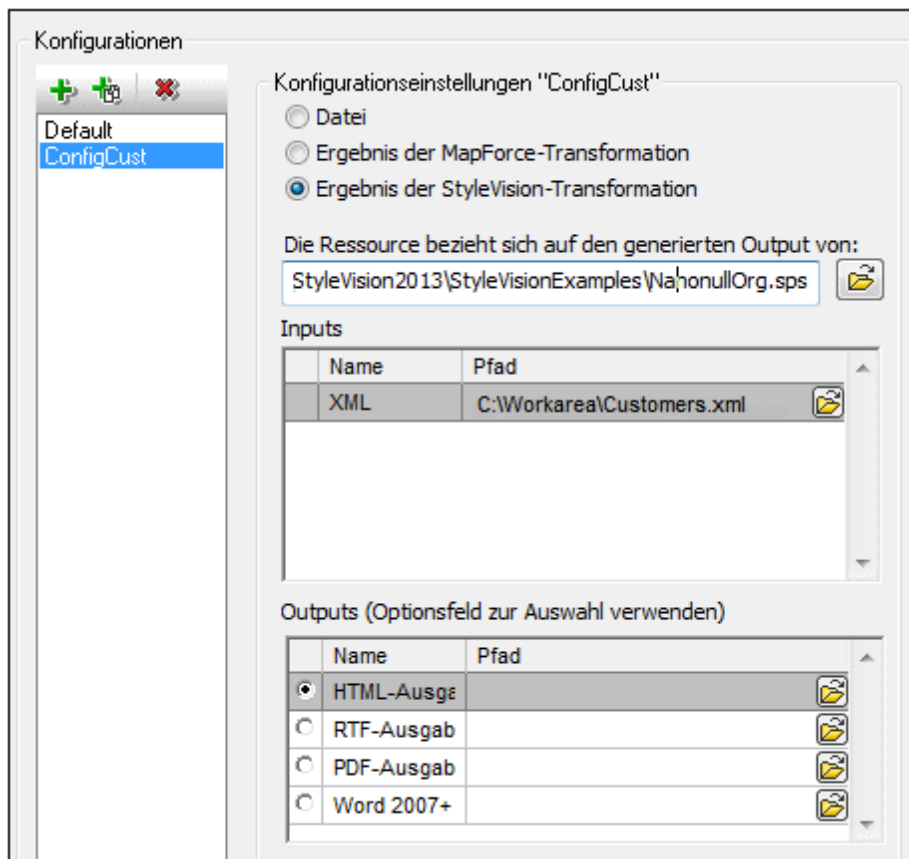 Konfigurationen
Default
ConfigCust
Konfigurationseinstellungen "ConfigCust"
Datei
Ergebnis der MapForce-Transformation
Ergebnis der StyleVision-Transformation
Die Ressource bezieht sich auf den generierten Output von:
StyleVision2013\StyleVisionExamples\NanonullOrg.sps
Inputs
Name Pfad
XML C:\Workarea\Customers.xml
Outputs (Optionsfeld zur Auswahl verwenden)
Name Pfad
HTML-Ausga
RTF-Ausgab
PDF-Ausgab
Word 2007+